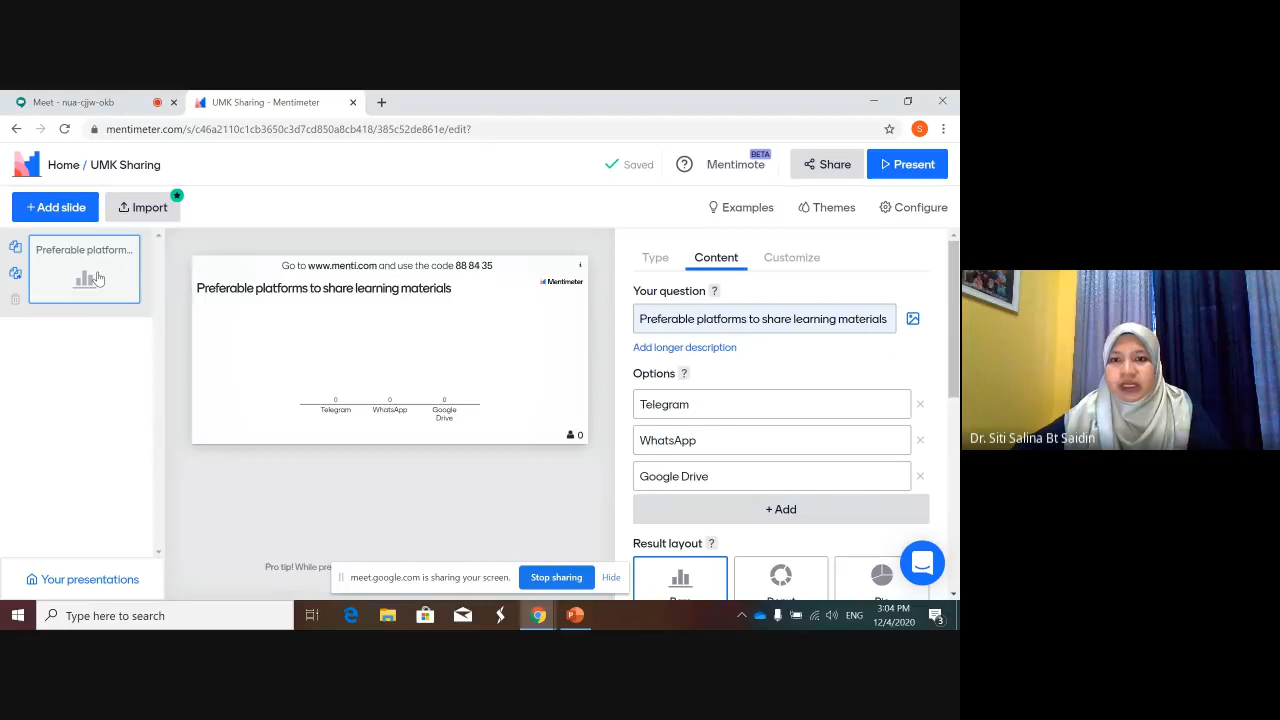 Meet - nua-cjjw-okb
UMK Sharing - Mentimeter
mentimeter.com/s/c46a2110c1cb3650c3d7cd850a8cb418/385c52de861e/edit?
S
Home / UMK Sharing
Saved
?
Mentimote
BETA
Share
Present
+ Add slide
Import
Examples
Themes
Configure
Preferable platform...
Go to www.menti.com and use the code 88 84 35
Preferable platforms to share learning materials
Mentimeter
0 0 0
Telegram WhatsApp Google
Drive
0
Type Content Customize
Your question ?
Preferable platforms to share learning materials
Add longer description
Options ?
Telegram
WhatsApp
Google Drive
+ Add
Result layout ?
Your presentations
Pro tip! While pre
meet.google.com is sharing your screen.
Stop sharing
Hide
Type here to search
ENG
3:04 PM
12/4/2020
3
Dr. Siti Salina Bt Saidin